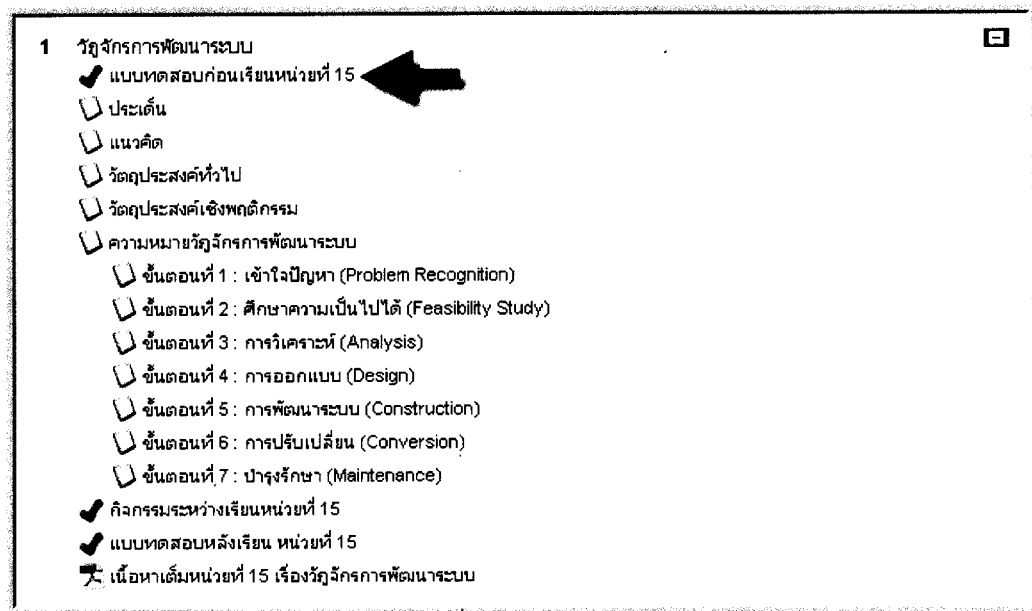 1 วัฏจักรการพัฒนาระบบ
แบบทดสอบก่อนเรียนหน่วยที่ 15
ประเด็น
แนวคิด
วัตถุประสงค์ทั่วไป
วัตถุประสงค์เชิงพฤติกรรม
ความหมายวัฏจักรการพัฒนาระบบ
ขั้นตอนที่ 1 : เข้าใจปัญหา (Problem Recognition)
ขั้นตอนที่ 2 : ศึกษาความเป็นไปได้ (Feasibility Study)
ขั้นตอนที่ 3 : การวิเคราะห์ (Analysis)
ขั้นตอนที่ 4 : การออกแบบ (Design)
ขั้นตอนที่ 5 : การพัฒนาระบบ (Construction)
ขั้นตอนที่ 6 : การปรับเปลี่ยน (Conversion)
ขั้นตอนที่ 7 : บำรุงรักษา (Maintenance)
กิจกรรมระหว่างเรียนหน่วยที่ 15
แบบทดสอบหลังเรียน หน่วยที่ 15
เนื้อหาเต็มหน่วยที่ 15 เรื่องวัฏจักรการพัฒนาระบบ